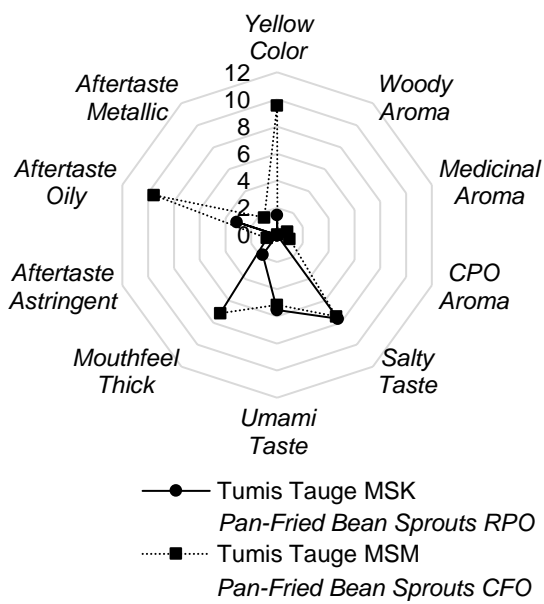 Yellow
Color
Woody
Aroma
Medicinal
Aroma
CPO
Aroma
Salty
Taste
Umami
Taste
Mouthfeel
Thick
Aftertaste
Astringent
Aftertaste
Oily
Aftertaste
Metallic
12
10
8
6
4
2
0
Tumis Tauge MSK
Pan-Fried Bean Sprouts RPO
Tumis Tauge MSM
Pan-Fried Bean Sprouts CFO